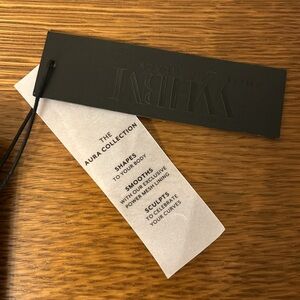 WHBM
THE
AURA COLLECTION
SHAPES
TO YOUR BODY
SMOOTHS
WITH OUR EXCLUSIVE
POWER MESH LINING
SCULPTS
TO CELEBRATE
YOUR CURVES